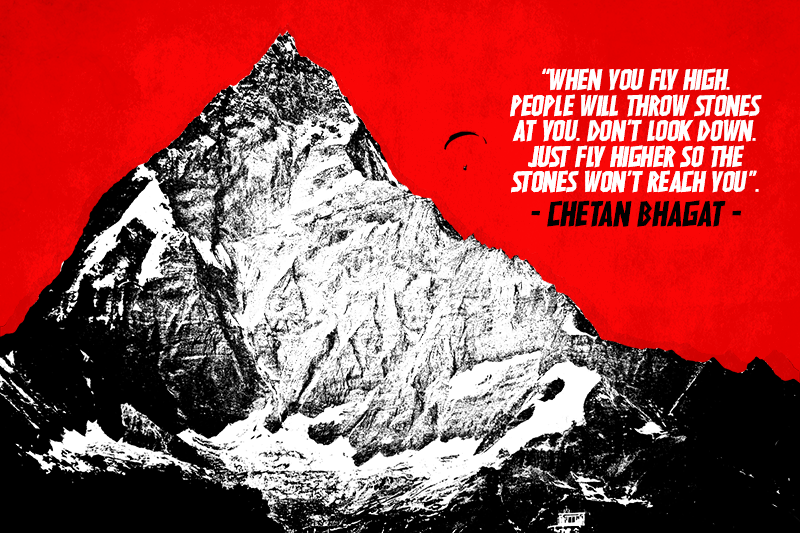 "WHEN YOU FLY HIGH.
PEOPLE WILL THROW STONES
AT YOU. DON'T LOOK DOWN.
JUST FLY HIGHER SO THE
STONES WON'T REACH YOU".
- CHETAN BHAGAT -